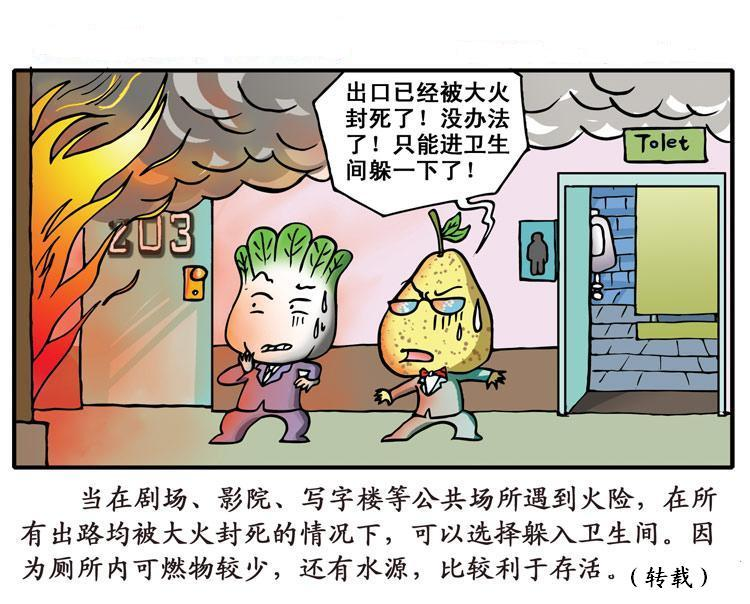 出口已经被大火
封死了！没办法
了！只能进卫生
间躲一下了！
Tolet
203
当在剧场、影院、写字楼等公共场所遇到火险，在所
有出路均被大火封死的情况下，可以选择躲入卫生间。因
为厕所内可燃物较少，还有水源，比较利于存活。（转载）